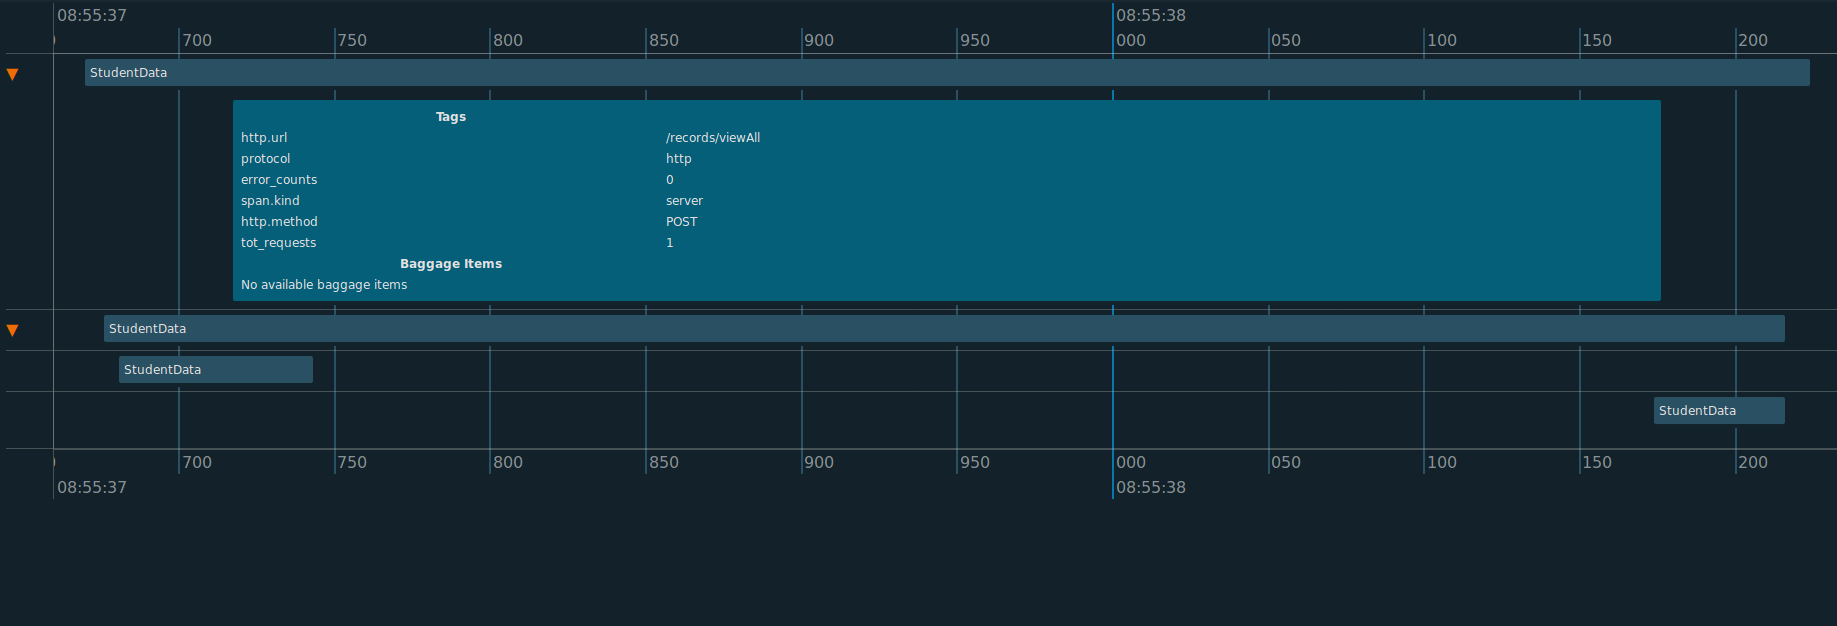 08:55:37 08:55:38
700 750 800 850 900 950 000 050 100 150 200
StudentData
Tags
http.url /records/viewAll
protocol http
error_counts 0
span.kind server
http.method POST
tot_requests 1
Baggage Items
No available baggage items
StudentData
StudentData
StudentData
700 750 800 850 900 950 000 050 100 150 200
08:55:37 08:55:38